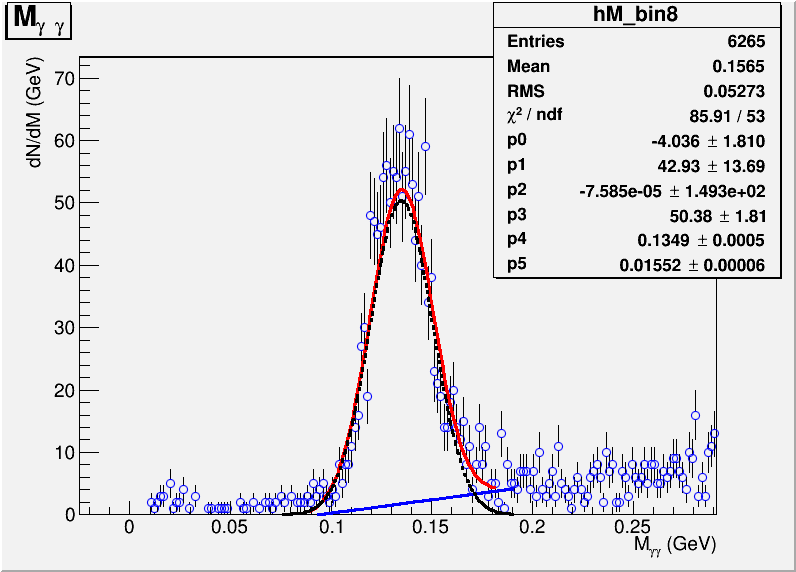 M_γ γ
hM_bin8
Entries 6265
Mean 0.1565
RMS 0.05273
χ² / ndf 85.91 / 53
p0 -4.036 ± 1.810
p1 42.93 ± 13.69
p2 -7.585e-05 ± 1.493e+02
p3 50.38 ± 1.81
p4 0.1349 ± 0.0005
p5 0.01552 ± 0.00006
dN/dM (GeV)
70
60
50
40
30
20
10
0
0 0.05 0.1 0.15 0.2 0.25
M_γγ (GeV)